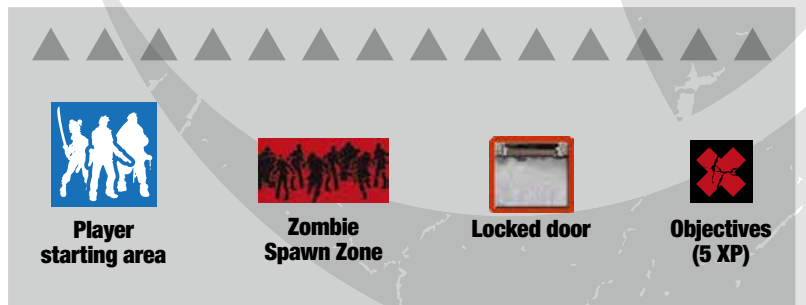 Player
starting area
Zombie
Spawn Zone
Locked door
Objectives
(5 XP)